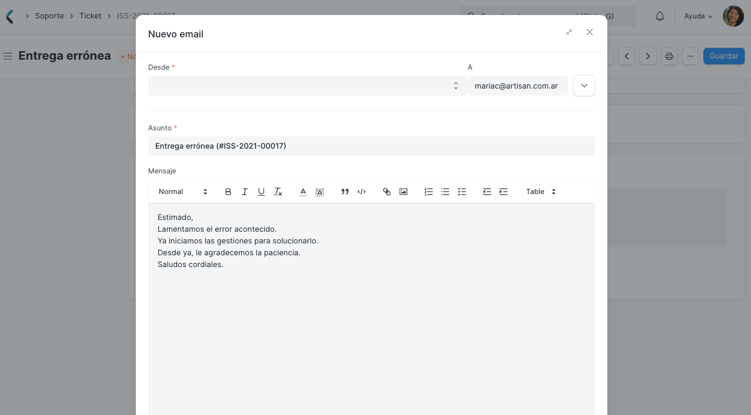 Soporte > Ticket > ISS-2021-00017
Ayuda
Nuevo email
Entrega errónea
Guardar
Desde *
A
mariac@artisan.com.ar
Asunto *
Entrega errónea (#ISS-2021-00017)
Mensaje
Normal
Table
Estimado,
Lamentamos el error acontecido.
Ya iniciamos las gestiones para solucionarlo.
Desde ya, le agradecemos la paciencia.
Saludos cordiales.